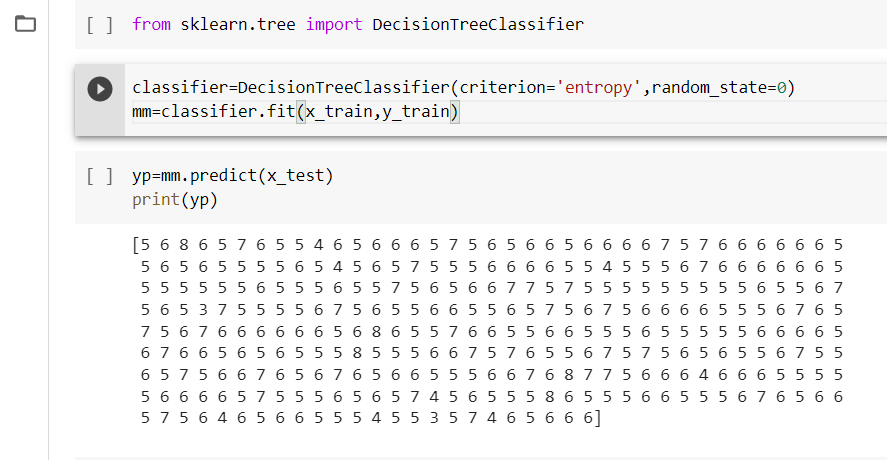 [ ] from sklearn.tree import DecisionTreeClassifier
classifier=DecisionTreeClassifier(criterion='entropy',random_state=0)
mm=classifier.fit(x_train,y_train)
[ ] yp=mm.predict(x_test)
print(yp)
[5 6 8 6 5 7 6 5 5 4 6 5 6 6 6 5 7 5 6 5 6 6 5 6 6 6 6 7 5 7 6 6 6 6 6 6 5
5 6 5 6 5 5 5 5 6 5 4 5 6 5 7 5 5 5 6 6 6 6 5 5 4 5 5 5 6 7 6 6 6 6 6 6 5
5 5 5 5 5 5 6 5 5 5 6 5 5 7 5 6 5 6 6 7 7 5 7 5 5 5 5 5 5 5 5 6 5 5 6 7
5 6 5 3 7 5 5 5 5 6 7 5 6 5 5 6 6 5 5 6 5 7 5 6 7 5 6 6 6 6 5 5 5 6 7 6 5
7 5 6 7 6 6 6 6 6 6 5 6 8 6 5 5 7 6 6 5 5 6 6 5 5 5 6 5 5 5 5 5 6 6 6 6 5
6 7 6 6 5 6 5 6 5 5 5 8 5 5 5 6 6 7 5 7 6 5 5 6 7 5 7 5 6 5 6 5 5 6 7 5 5
6 5 7 5 6 6 7 6 5 6 7 6 5 6 6 5 5 5 6 6 7 6 8 7 7 5 6 6 6 4 6 6 6 5 5 5 5
5 6 6 6 6 5 7 5 5 5 6 5 6 5 7 4 5 6 5 5 5 8 6 5 5 5 6 6 5 5 5 6 7 6 5 6 6
5 7 5 6 4 6 5 6 6 5 5 5 4 5 5 3 5 7 4 6 5 6 6 6]